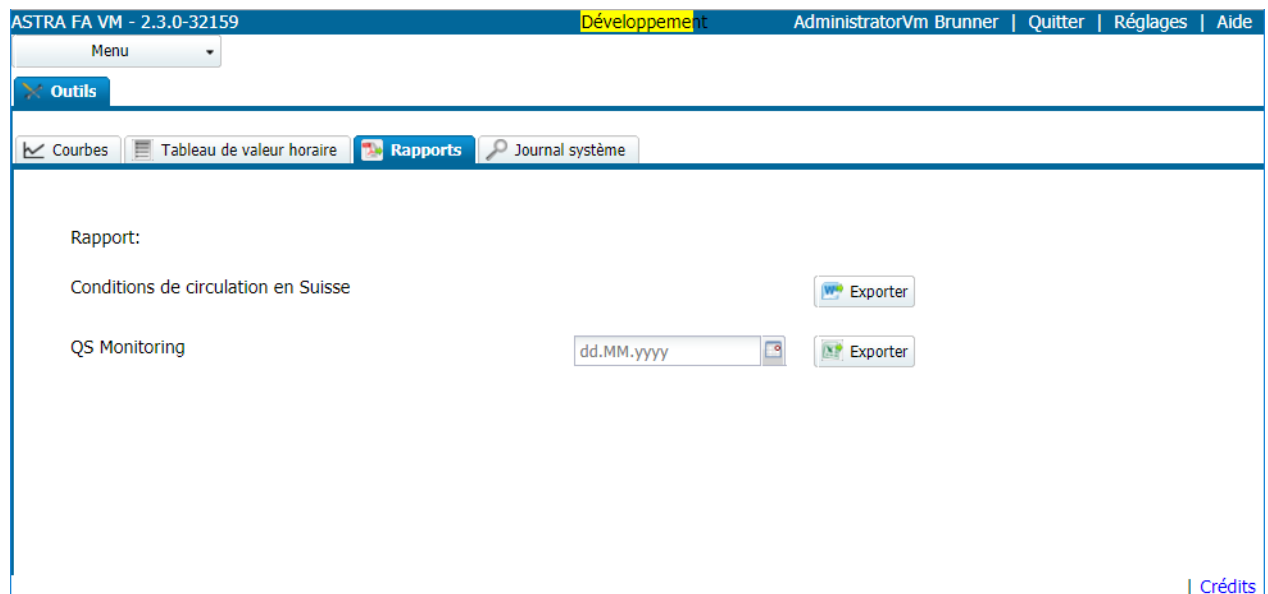 ASTRA FA VM - 2.3.0-32159 Développement AdministratorVm Brunner | Quitter | Réglages | Aide
Menu
Outils
Courbes Tableau de valeur horaire Rapports Journal système
Rapport:
Conditions de circulation en Suisse Exporter
QS Monitoring dd.MM.yyyy Exporter
| Crédits